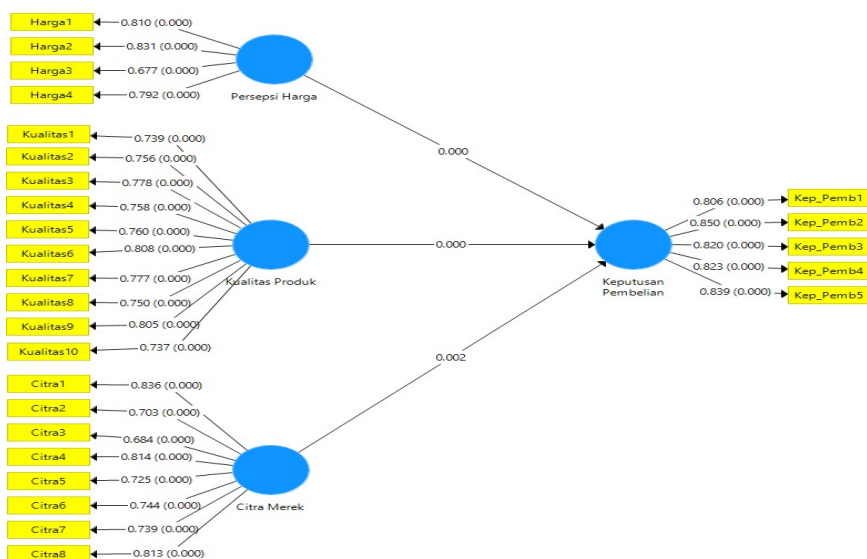 Harga1
0.810 (0.000)
Harga2
0.831 (0.000)
Harga3
0.677 (0.000)
Harga4
0.792 (0.000)
Persepsi Harga
0.000
Kualitas1
0.739 (0.000)
Kualitas2
0.756 (0.000)
Kualitas3
0.778 (0.000)
Kualitas4
0.758 (0.000)
Kualitas5
0.760 (0.000)
Kualitas6
0.808 (0.000)
Kualitas7
0.777 (0.000)
Kualitas8
0.750 (0.000)
Kualitas9
0.805 (0.000)
Kualitas10
0.737 (0.000)
Kualitas Produk
0.000
Citra1
0.836 (0.000)
Citra2
0.703 (0.000)
Citra3
0.684 (0.000)
Citra4
0.814 (0.000)
Citra5
0.725 (0.000)
Citra6
0.744 (0.000)
Citra7
0.739 (0.000)
Citra8
0.813 (0.000)
Citra Merek
0.002
Keputusan
Pembelian
0.806 (0.000)
Kep_Pemb1
0.850 (0.000)
Kep_Pemb2
0.820 (0.000)
Kep_Pemb3
0.823 (0.000)
Kep_Pemb4
0.839 (0.000)
Kep_Pemb5